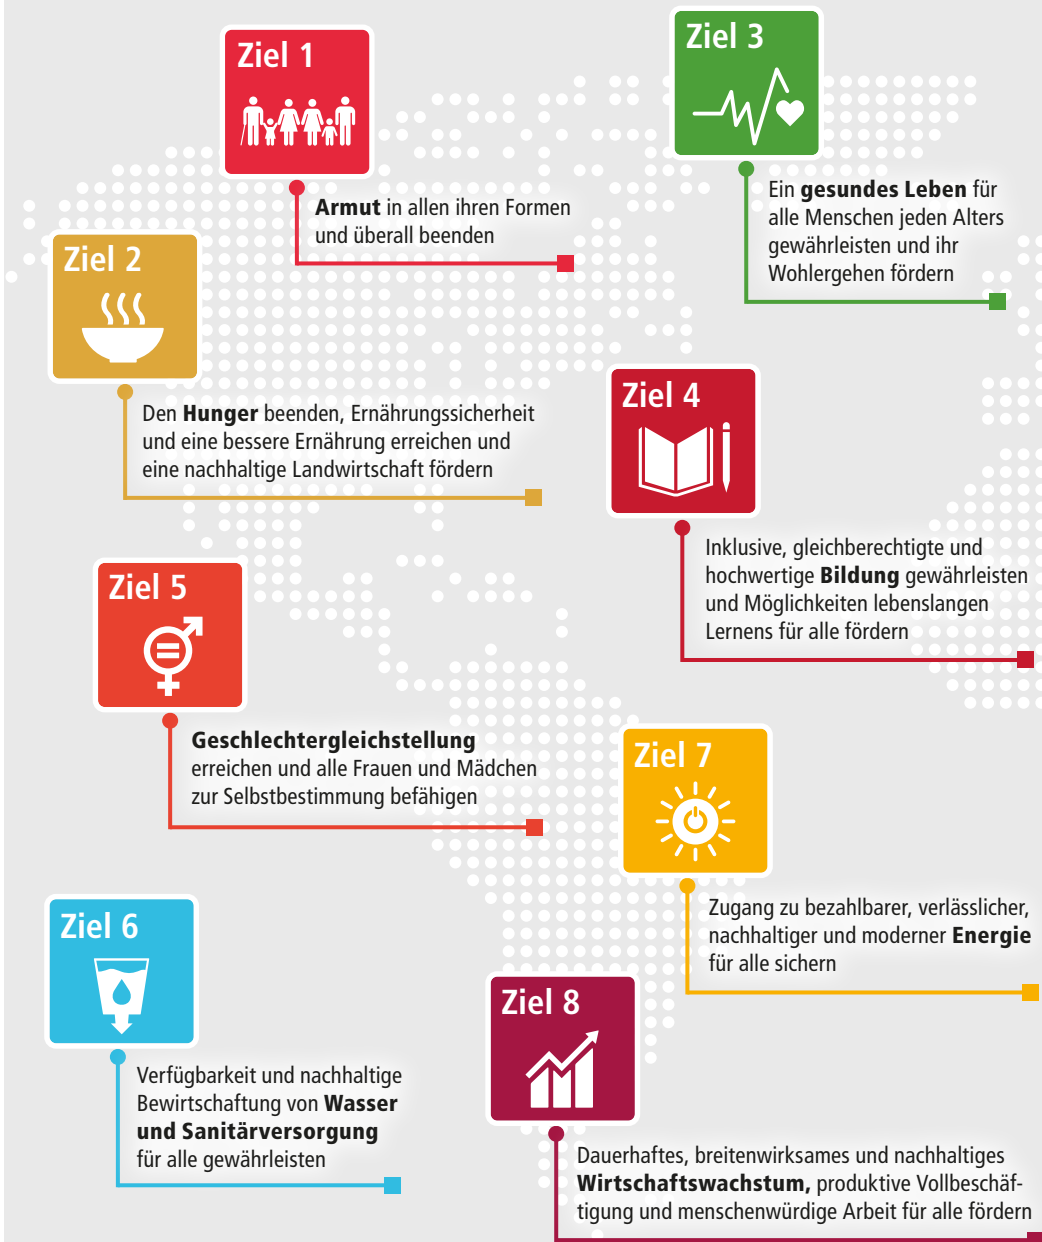 Ziel 1
Armut in allen ihren Formen
und überall beenden
Ziel 2
Den Hunger beenden, Ernährungssicherheit
und eine bessere Ernährung erreichen und
eine nachhaltige Landwirtschaft fördern
Ziel 3
Ein gesundes Leben für
alle Menschen jeden Alters
gewährleisten und ihr
Wohlergehen fördern
Ziel 4
Inklusive, gleichberechtigte und
hochwertige Bildung gewährleisten
und Möglichkeiten lebenslangen
Lernens für alle fördern
Ziel 5
Geschlechtergleichstellung
erreichen und alle Frauen und Mädchen
zur Selbstbestimmung befähigen
Ziel 6
Verfügbarkeit und nachhaltige
Bewirtschaftung von Wasser
und Sanitärversorgung
für alle gewährleisten
Ziel 7
Zugang zu bezahlbarer, verlässlicher,
nachhaltiger und moderner Energie
für alle sichern
Ziel 8
Dauerhaftes, breitenwirksames und nachhaltiges
Wirtschaftswachstum, produktive Vollbeschäf-
tigung und menschenwürdige Arbeit für alle fördern